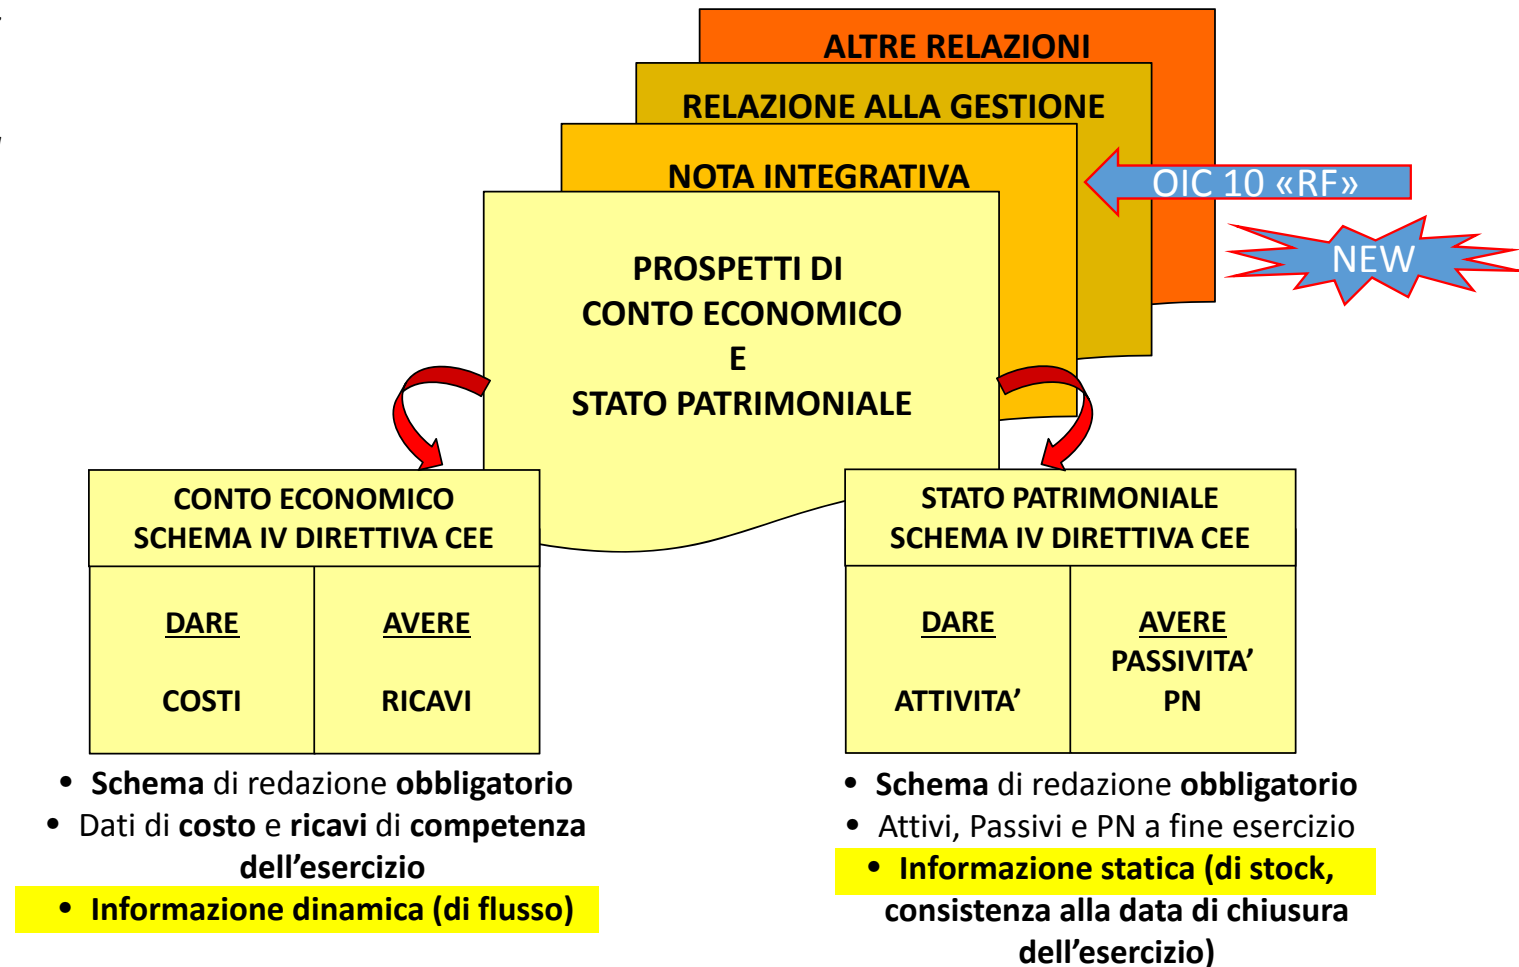 ALTRE RELAZIONI
RELAZIONE ALLA GESTIONE
NOTA INTEGRATIVA
OIC 10 «RF»
NEW
PROSPETTI DI
CONTO ECONOMICO
E
STATO PATRIMONIALE
CONTO ECONOMICO
SCHEMA IV DIRETTIVA CEE
DARE
COSTI
AVERE
RICAVI
• Schema di redazione obbligatorio
• Dati di costo e ricavi di competenza
dell’esercizio
• Informazione dinamica (di flusso)
STATO PATRIMONIALE
SCHEMA IV DIRETTIVA CEE
DARE
ATTIVITA’
AVERE
PASSIVITA’
PN
• Schema di redazione obbligatorio
• Attivi, Passivi e PN a fine esercizio
• Informazione statica (di stock,
consistenza alla data di chiusura
dell’esercizio)